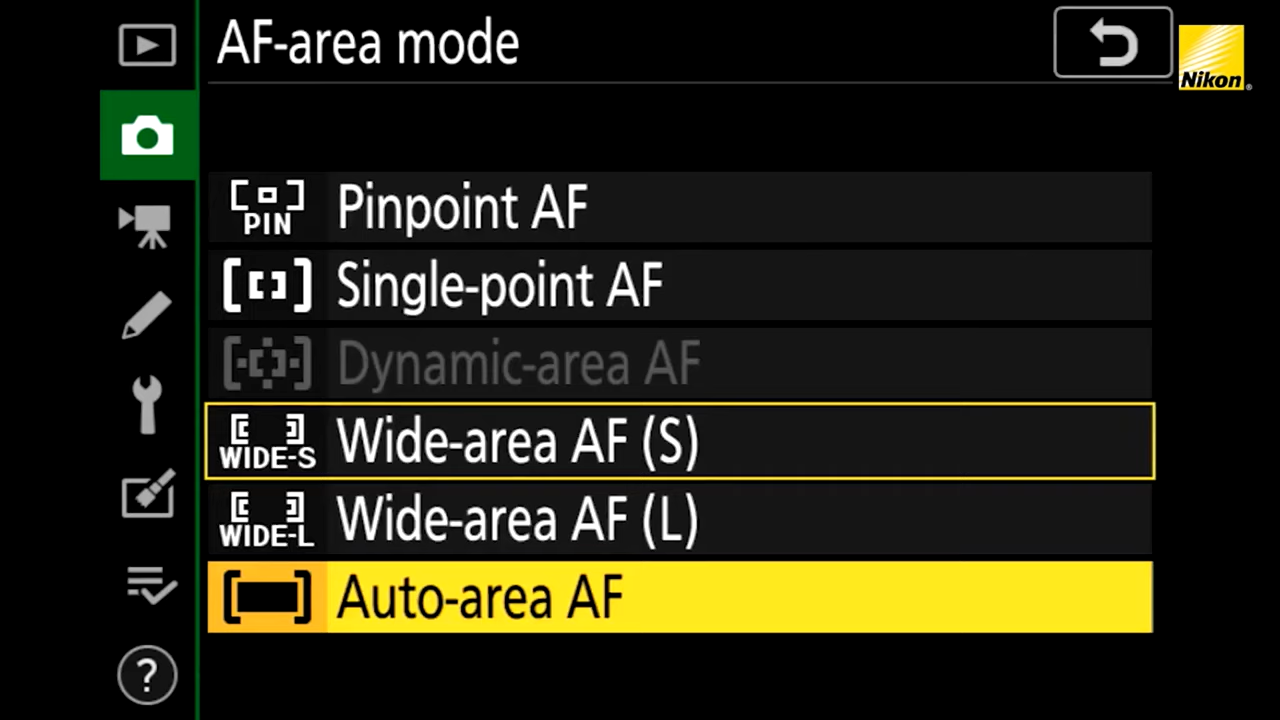 AF-area mode
Nikon®
PIN
Pinpoint AF
Single-point AF
Dynamic-area AF
WIDE-S
Wide-area AF (S)
WIDE-L
Wide-area AF (L)
Auto-area AF
?